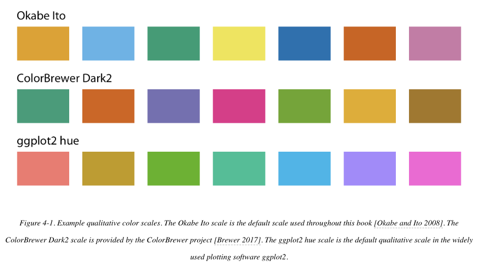 Okabe Ito
ColorBrewer Dark2
ggplot2 hue
Figure 4-1. Example qualitative color scales. The Okabe Ito scale is the default scale used throughout this book [Okabe and Ito 2008]. The
ColorBrewer Dark2 scale is provided by the ColorBrewer project [Brewer 2017]. The ggplot2 hue scale is the default qualitative scale in the widely
used plotting software ggplot2.